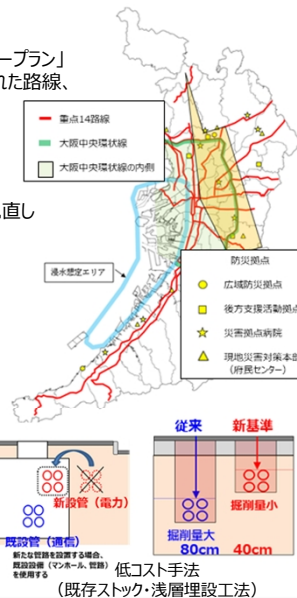 ープラン」
れた路線、
直し
重点14路線
大阪中央環状線
大阪中央環状線の内側
浸水想定エリア
防災拠点
広域防災拠点
後方支援活動拠点
災害拠点病院
現地災害対策本部
（府民センター）
新設管（電力）
既設管（通信）
新たな管路を設置する場合、
既設設備（マンホール、管路）
を使用する
従来
新基準
掘削量大
掘削量小
80cm
40cm
低コスト手法
（既存ストック・浅層埋設工法）